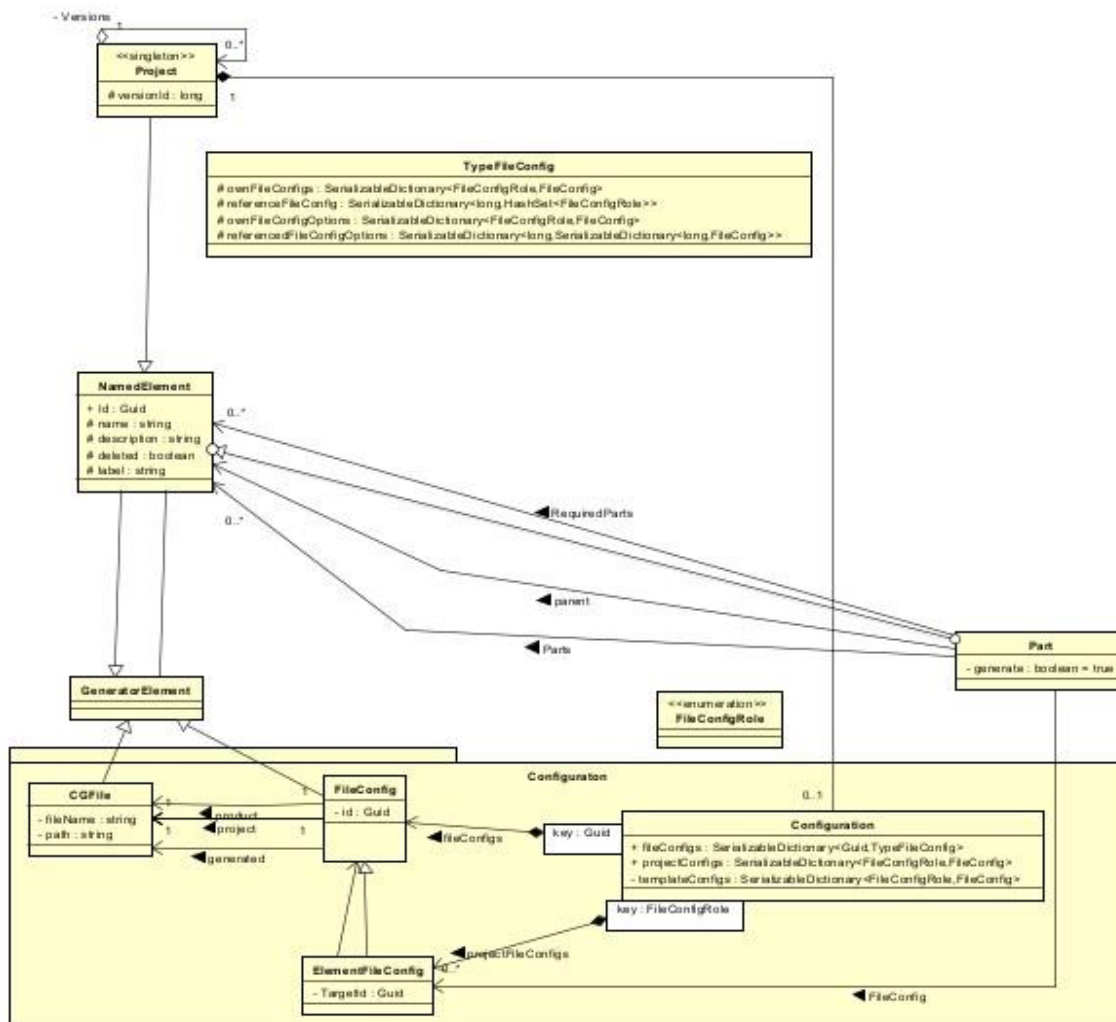 - Versions
1
0..*
<<singleton>>
Project
# versionId : long
1
TypeFileConfig
# ownFileConfigs : SerializableDictionary<FileConfigRole,FileConfig>
# referenceFileConfig : SerializableDictionary<long,HashSet<FileConfigRole>>
# ownFileConfigOptions : SerializableDictionary<FileConfigRole,FileConfig>
# referencedFileConfigOptions : SerializableDictionary<long,SerializableDictionary<long,FileConfig>>
NamedElement
+ Id : Guid
# name : string
# description : string
# deleted : boolean
# label : string
0..*
0..*
RequiredParts
parent
Parts
Part
- generate : boolean = true
GeneratorElement
<<enumeration>>
FileConfigRole
Configuraton
CGFile
- fileName : string
- path : string
1
1
product
project
1
1
generated
FileConfig
- id : Guid
fileConfigs
key : Guid
0..1
Configuration
+ fileConfigs : SerializableDictionary<Guid,TypeFileConfig>
+ projectConfigs : SerializableDictionary<FileConfigRole,FileConfig>
- templateConfigs : SerializableDictionary<FileConfigRole,FileConfig>
key : FileConfigRole
projectFileConfigs
0..*
ElementFileConfig
- TargetId : Guid
FileConfig